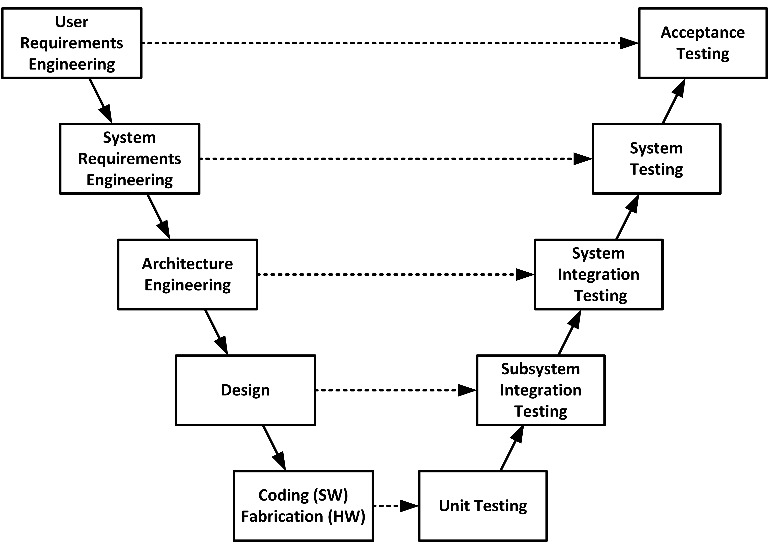 User
Requirements
Engineering
Acceptance
Testing
System
Requirements
Engineering
System
Testing
Architecture
Engineering
System
Integration
Testing
Design
Subsystem
Integration
Testing
Coding (SW)
Fabrication (HW)
Unit Testing